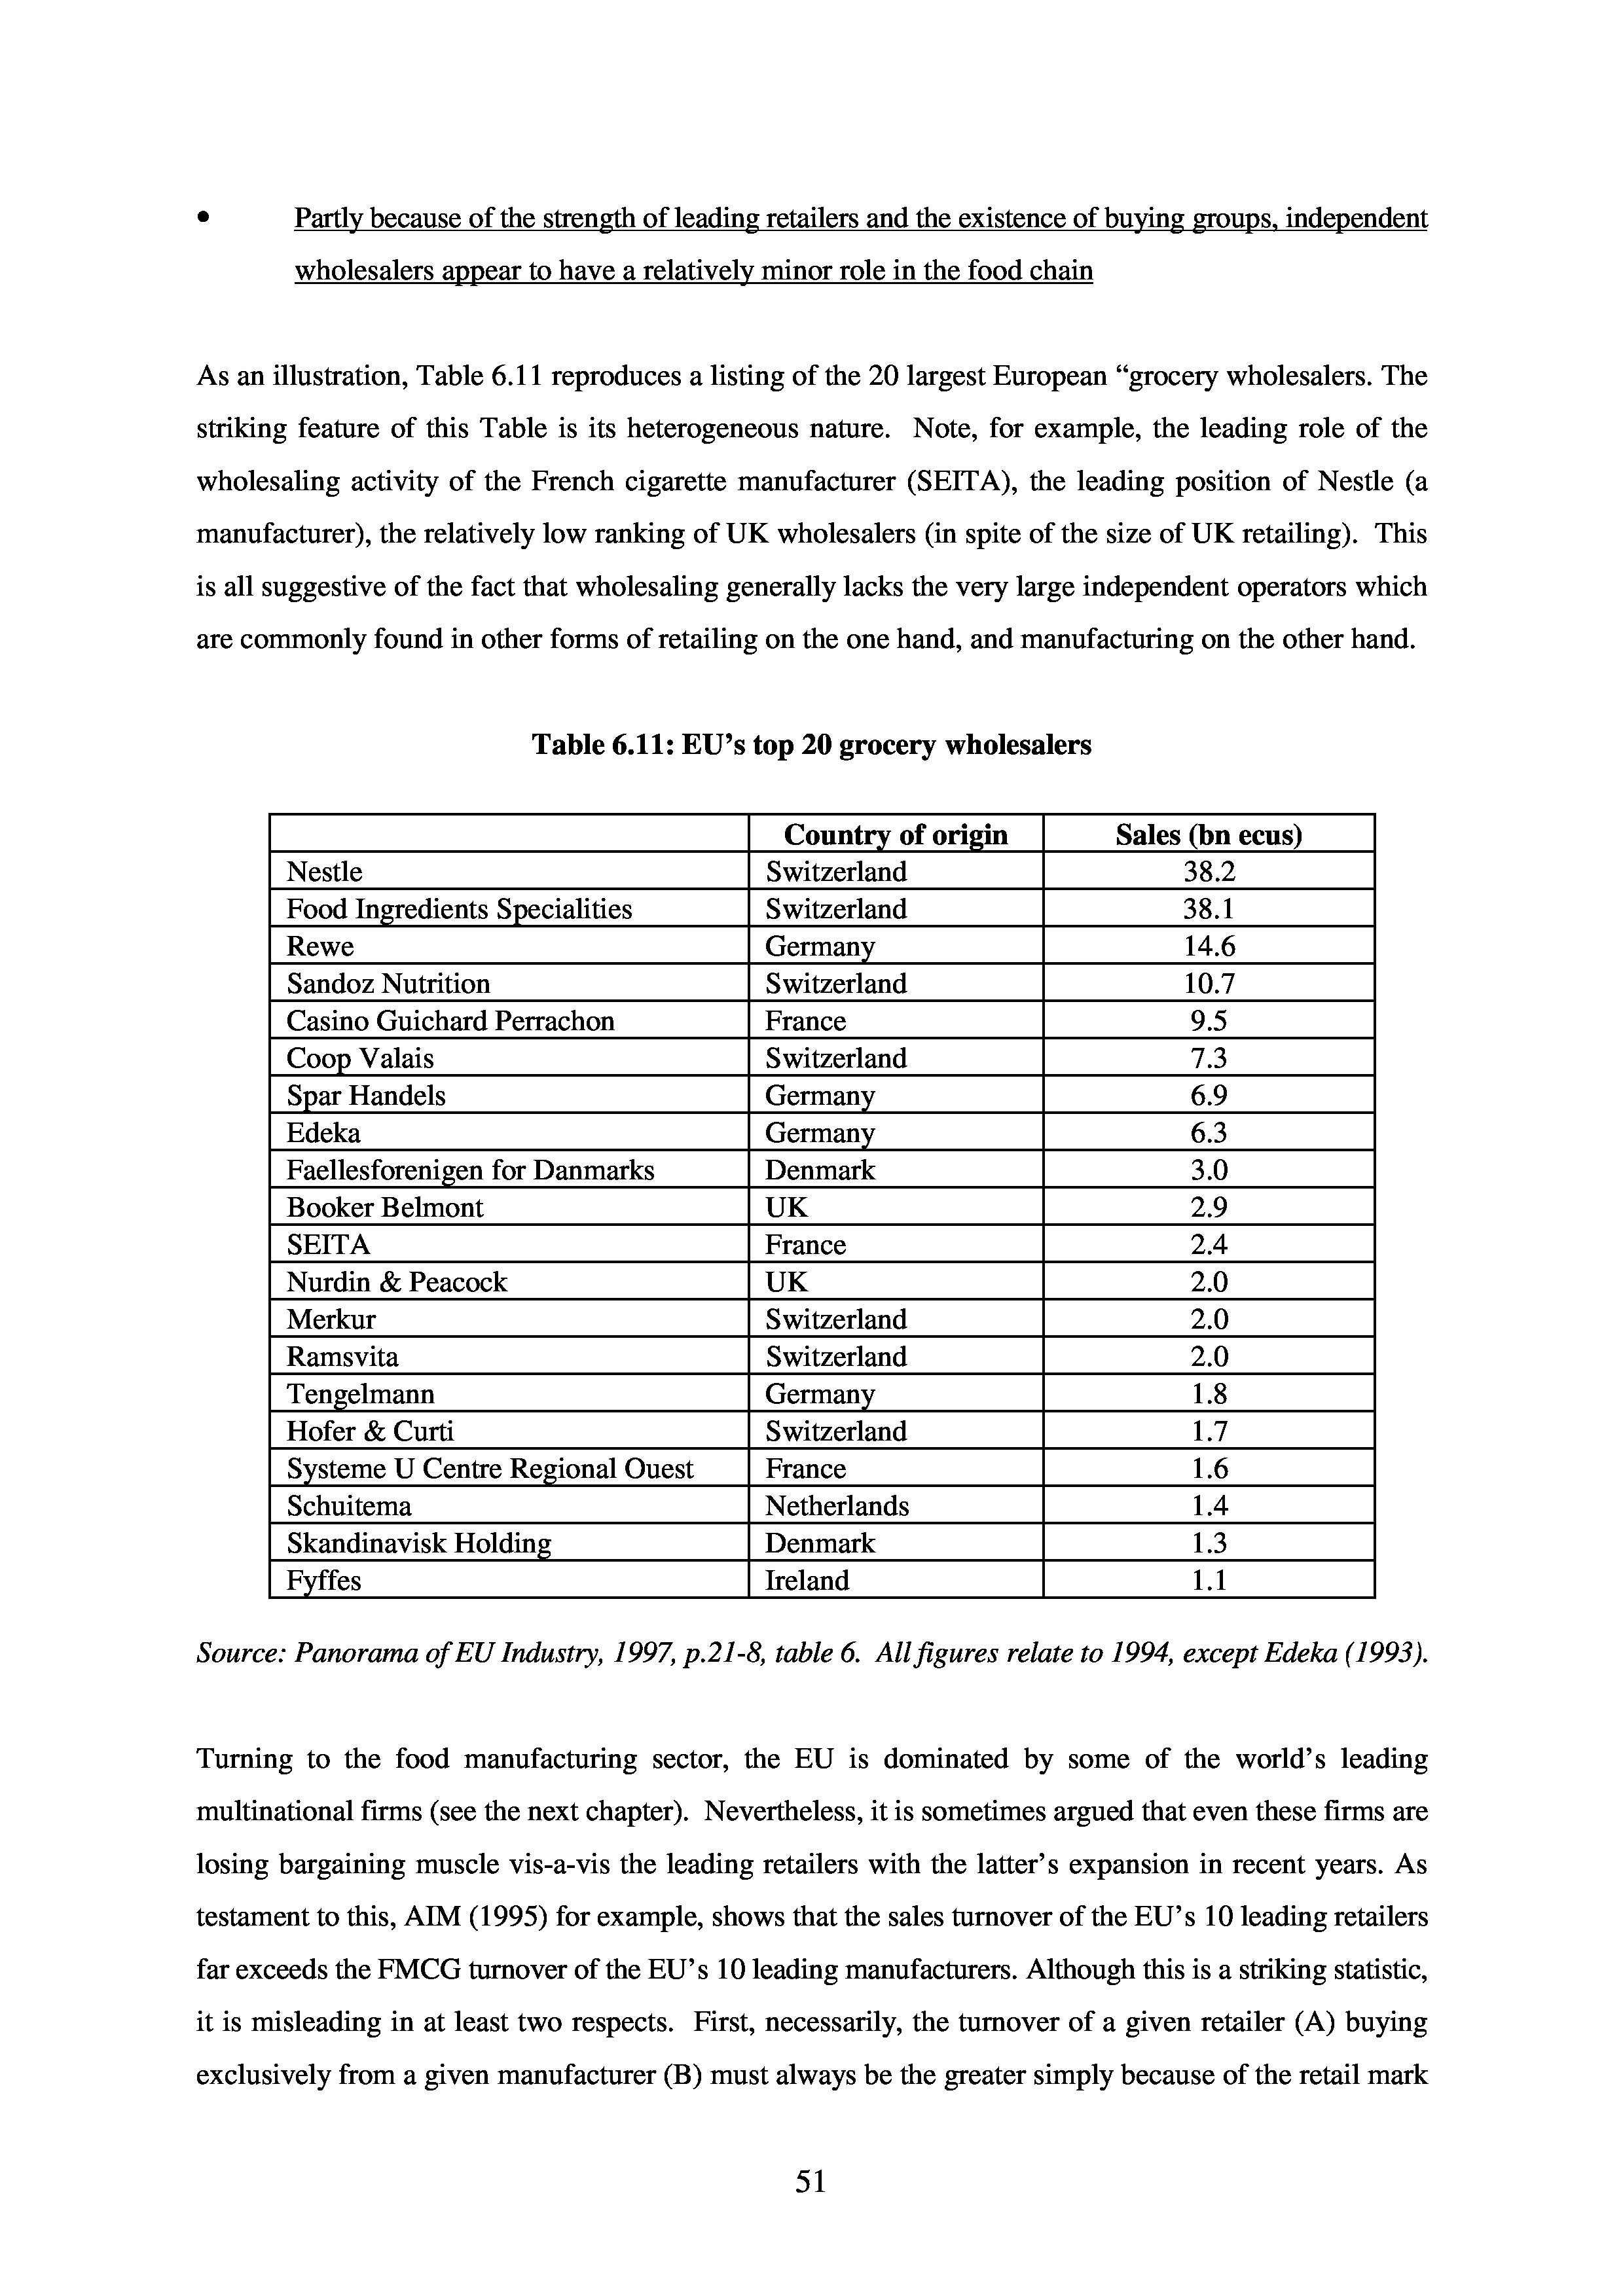 • Partly because of the strength of leading retailers and the existence of buying groups, independent
wholesalers appear to have a relatively minor role in the food chain
As an illustration, Table 6.11 reproduces a listing of the 20 largest European “grocery wholesalers. The
striking feature of this Table is its heterogeneous nature. Note, for example, the leading role of the
wholesaling activity of the French cigarette manufacturer (SEITA), the leading position of Nestle (a
manufacturer), the relatively low ranking of UK wholesalers (in spite of the size of UK retailing). This
is all suggestive of the fact that wholesaling generally lacks the very large independent operators which
are commonly found in other forms of retailing on the one hand, and manufacturing on the other hand.
Table 6.11: EU’s top 20 grocery wholesalers
Country of origin Sales (bn ecus)
Nestle Switzerland 38.2
Food Ingredients Specialities Switzerland 38.1
Rewe Germany 14.6
Sandoz Nutrition Switzerland 10.7
Casino Guichard Perrachon France 9.5
Coop Valais Switzerland 7.3
Spar Handels Germany 6.9
Edeka Germany 6.3
Faellesforenigen for Danmarks Denmark 3.0
Booker Belmont UK 2.9
SEITA France 2.4
Nurdin & Peacock UK 2.0
Merkur Switzerland 2.0
Ramsvita Switzerland 2.0
Tengelmann Germany 1.8
Hofer & Curti Switzerland 1.7
Systeme U Centre Regional Ouest France 1.6
Schuitema Netherlands 1.4
Skandinavisk Holding Denmark 1.3
Fyffes Ireland 1.1
Source: Panorama of EU Industry, 1997, p.21-8, table 6. All figures relate to 1994, except Edeka (1993).
Turning to the food manufacturing sector, the EU is dominated by some of the world’s leading
multinational firms (see the next chapter). Nevertheless, it is sometimes argued that even these firms are
losing bargaining muscle vis-a-vis the leading retailers with the latter’s expansion in recent years. As
testament to this, AIM (1995) for example, shows that the sales turnover of the EU’s 10 leading retailers
far exceeds the FMCG turnover of the EU’s 10 leading manufacturers. Although this is a striking statistic,
it is misleading in at least two respects. First, necessarily, the turnover of a given retailer (A) buying
exclusively from a given manufacturer (B) must always be the greater simply because of the retail mark
51